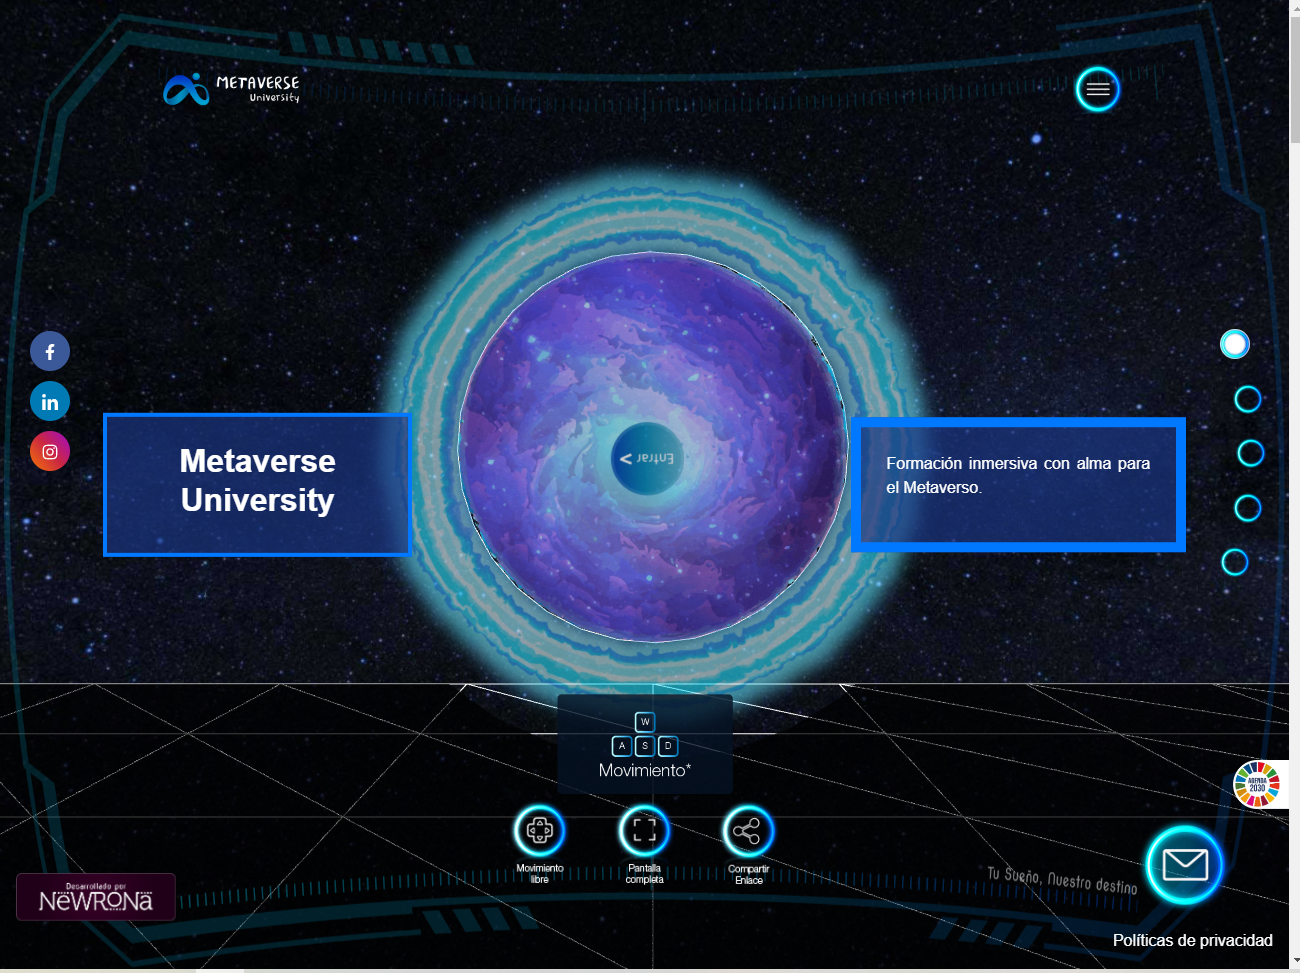 METAVERSE
University
Metaverse
University
Entrar >
Formación inmersiva con alma para
el Metaverso.
W
A S D
Movimiento*
Movimiento
libre
Pantalla
completa
Compartir
Enlace
AGENDA
2030
Tu Sueño, Nuestro destino
Desarrollado por
NeWRONa
Políticas de privacidad